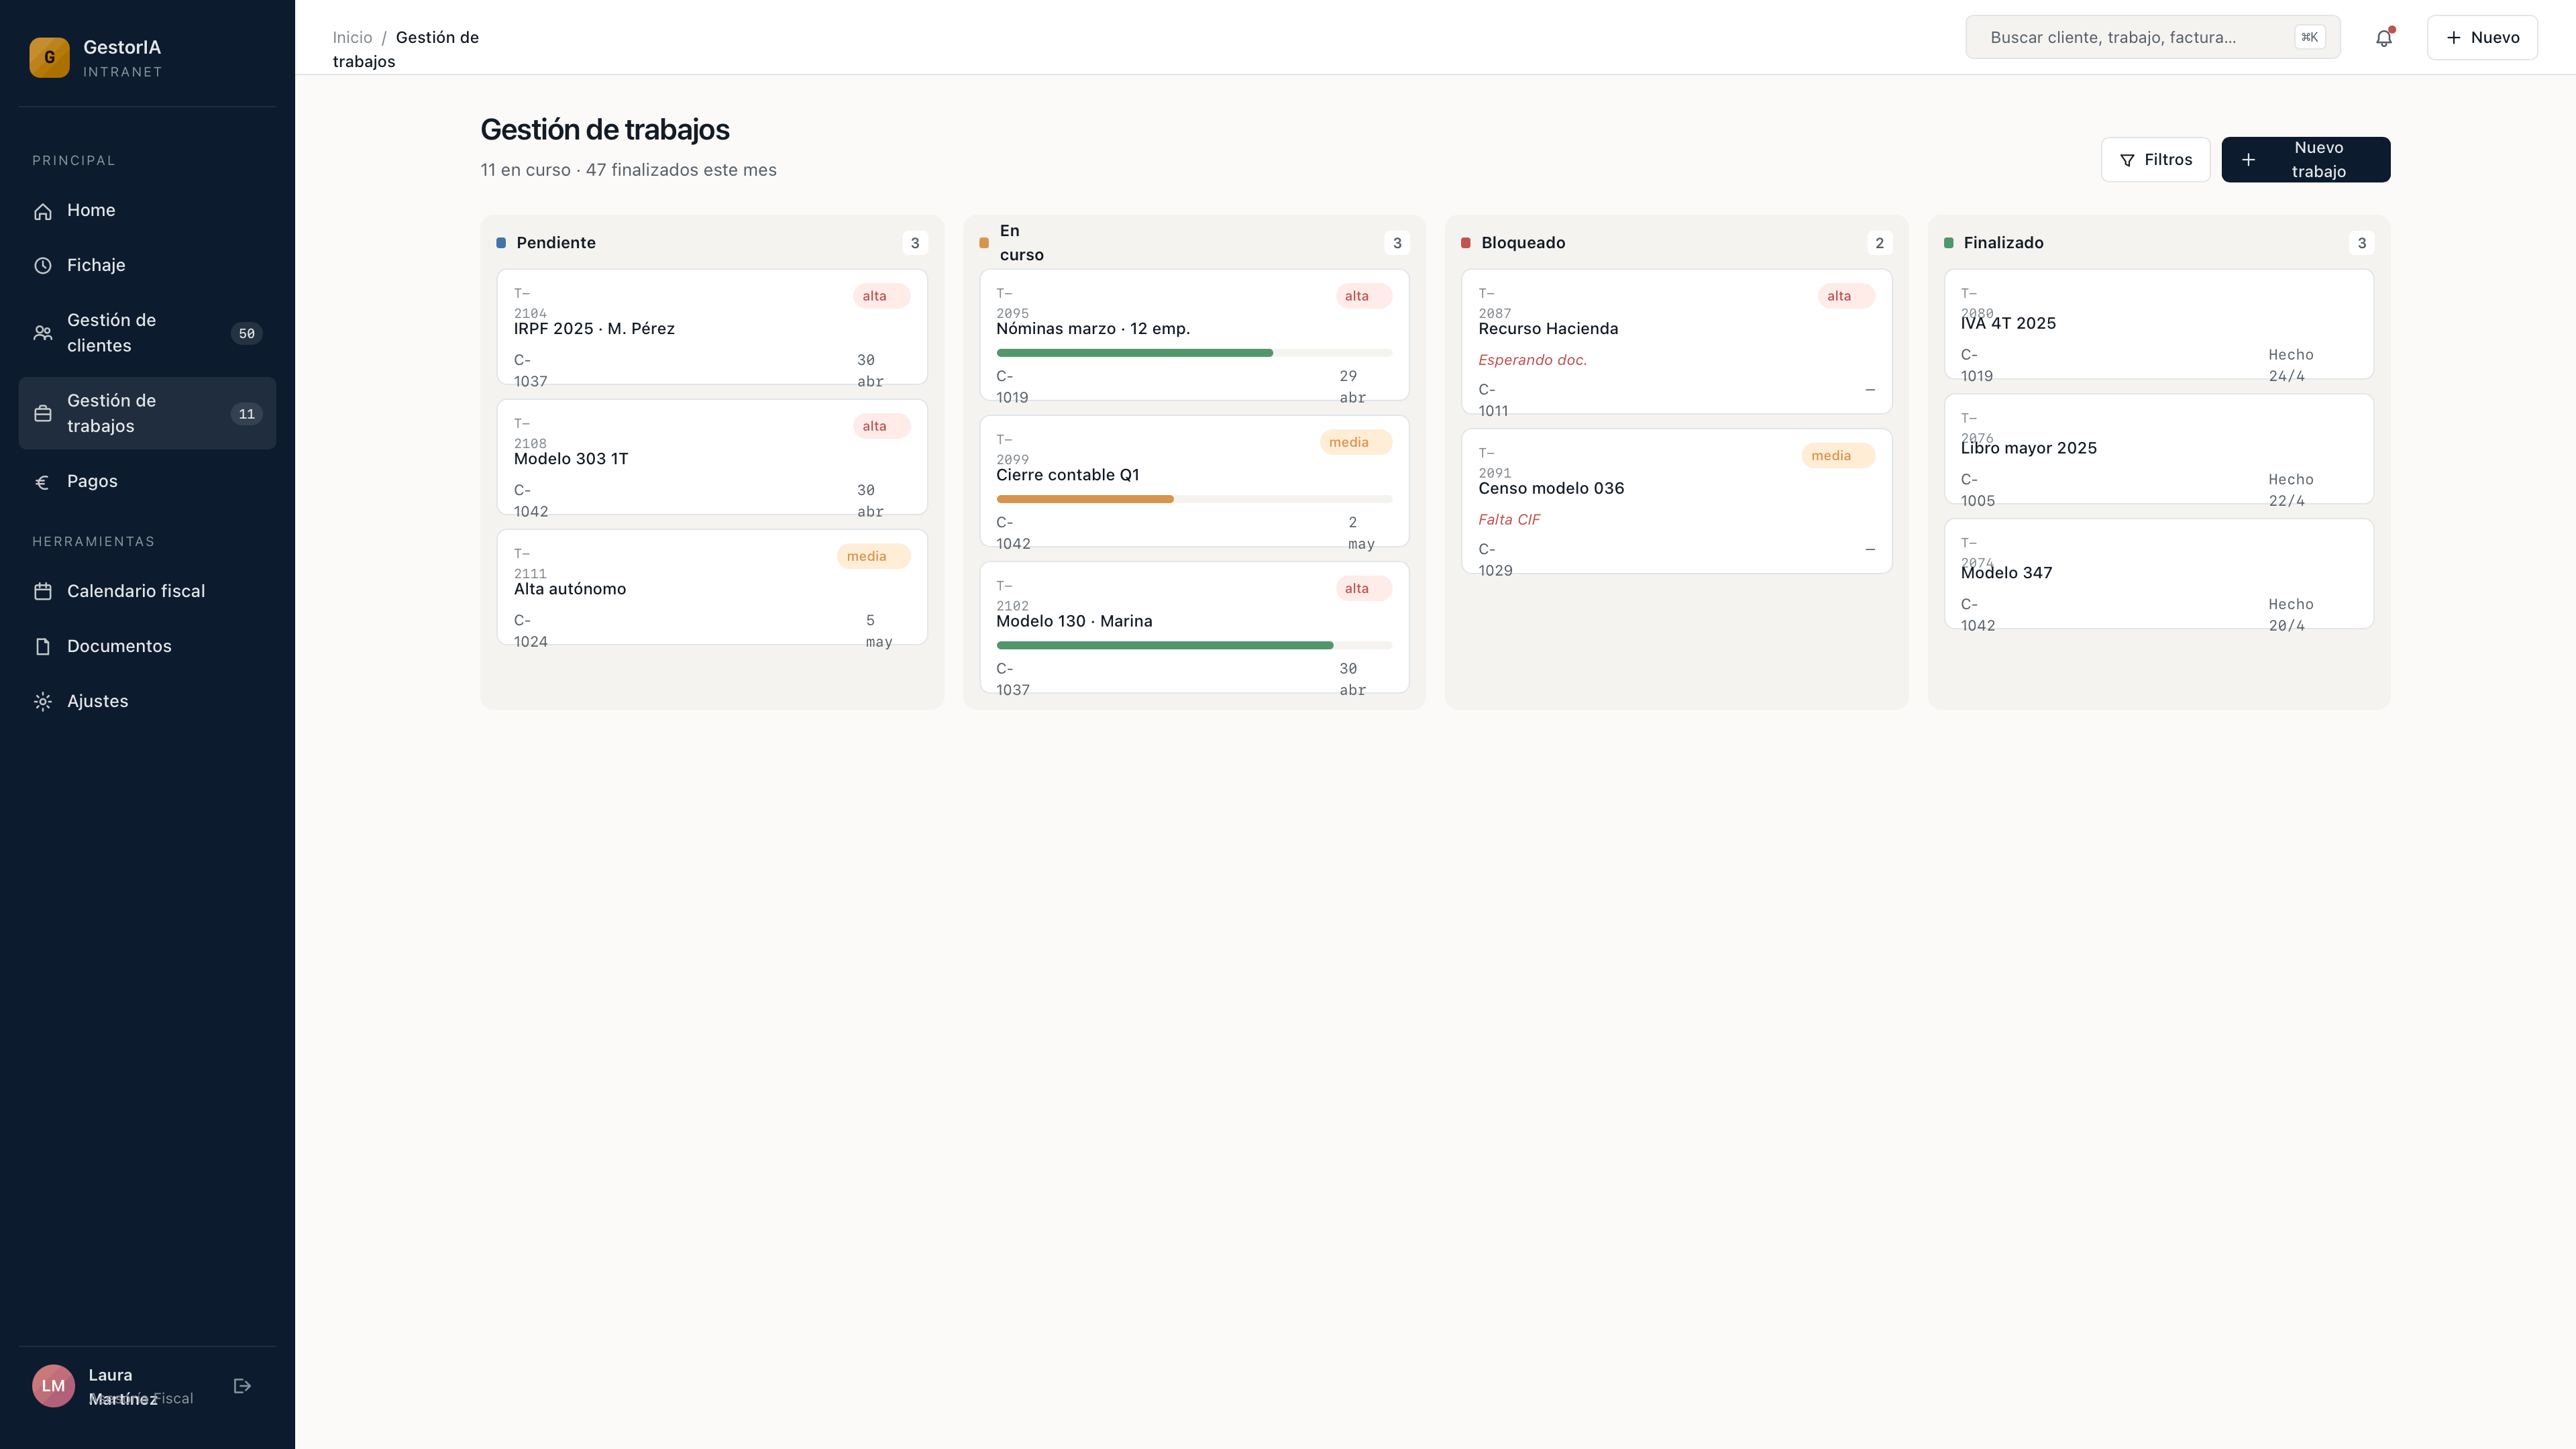 G
GestorIA
INTRANET
PRINCIPAL
Home
Fichaje
Gestión de
clientes
50
Gestión de
trabajos
11
Pagos
HERRAMIENTAS
Calendario fiscal
Documentos
Ajustes
LM
Laura
Martínez
Fiscal
Inicio / Gestión de
trabajos
Buscar cliente, trabajo, factura...
⌘K
+ Nuevo
Gestión de trabajos
11 en curso · 47 finalizados este mes
Filtros
+ Nuevo
trabajo
Pendiente
3
T-
2104
alta
IRPF 2025 · M. Pérez
C-
1037
30
abr
T-
2108
alta
Modelo 303 1T
C-
1042
30
abr
T-
2111
media
Alta autónomo
C-
1024
5
may
En
curso
3
T-
2095
alta
Nóminas marzo · 12 emp.
C-
1019
29
abr
T-
2099
media
Cierre contable Q1
C-
1042
2
may
T-
2102
alta
Modelo 130 · Marina
C-
1037
30
abr
Bloqueado
2
T-
2087
alta
Recurso Hacienda
Esperando doc.
C-
1011
—
T-
2091
media
Censo modelo 036
Falta CIF
C-
1029
—
Finalizado
3
T-
2080
IVA 4T 2025
C-
1019
Hecho
24/4
T-
2076
Libro mayor 2025
C-
1005
Hecho
22/4
T-
2074
Modelo 347
C-
1042
Hecho
20/4